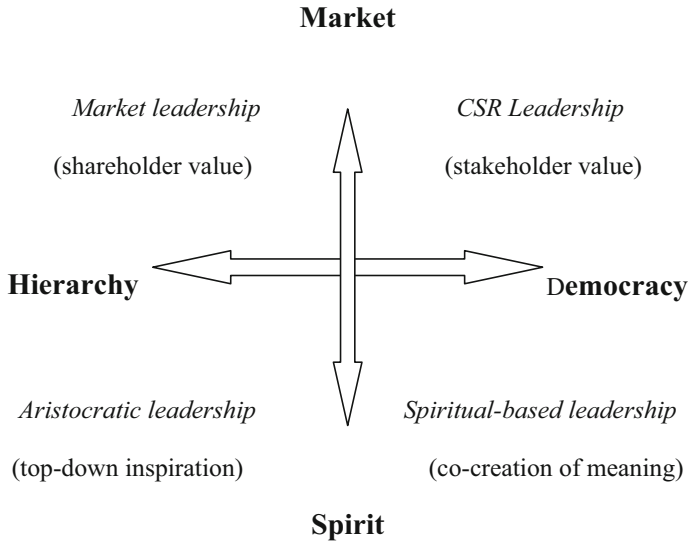 Market
Market leadership
CSR Leadership
(shareholder value)
(stakeholder value)
Hierarchy
Democracy
Aristocratic leadership
Spiritual-based leadership
(top-down inspiration)
(co-creation of meaning)
Spirit